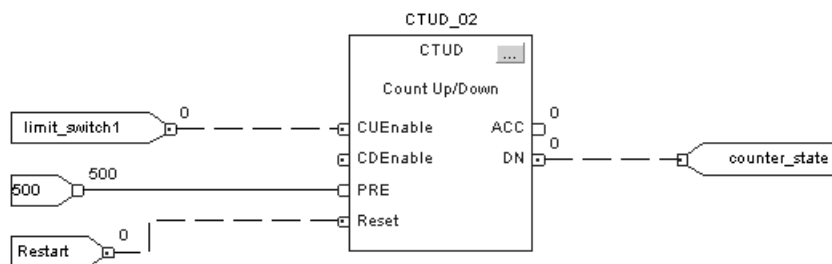 CTUD_02
CTUD ...
Count Up/Down
limit_switch1 0 CUEnable ACC 0
CDEnable DN 0 counter_state
500 500 PRE
Restart 0 Reset